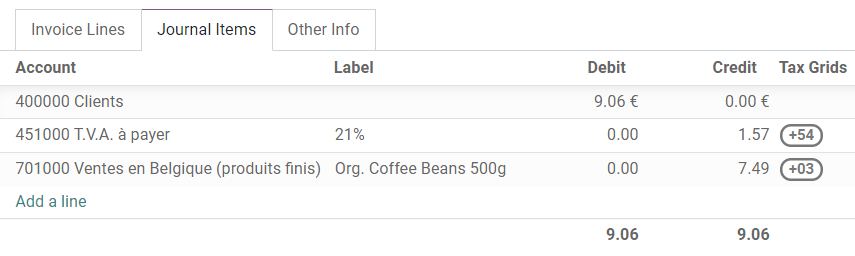 Invoice Lines Journal Items Other Info
Account Label Debit Credit Tax Grids
400000 Clients 9.06 € 0.00 €
451000 T.V.A. à payer 21% 0.00 1.57 +54
701000 Ventes en Belgique (produits finis) Org. Coffee Beans 500g 0.00 7.49 +03
Add a line
9.06 9.06